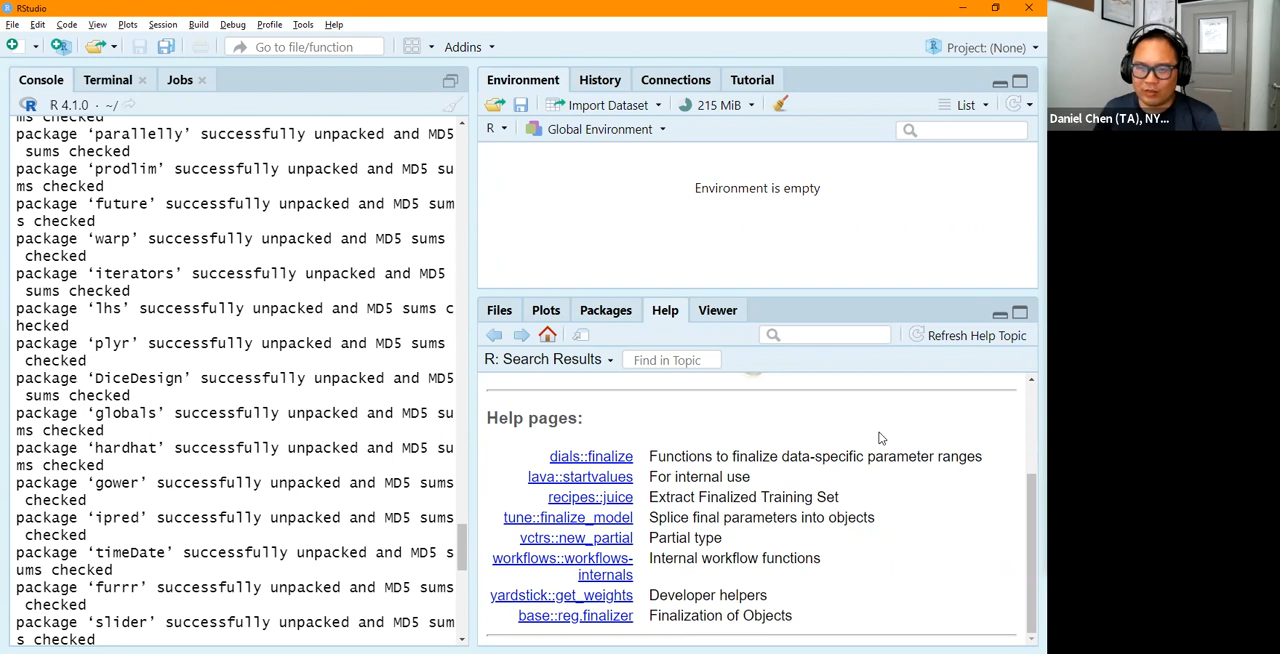 RStudio
File Edit Code View Plots Session Build Debug Profile Tools Help
Go to file/function Addins Project: (None)
Console Terminal Jobs
R 4.1.0 · ~/
ms checked
package ‘parallelly’ successfully unpacked and MD5
sums checked
package ‘prodlim’ successfully unpacked and MD5 su
ms checked
package ‘future’ successfully unpacked and MD5 sum
s checked
package ‘warp’ successfully unpacked and MD5 sums
checked
package ‘iterators’ successfully unpacked and MD5
sums checked
package ‘lhs’ successfully unpacked and MD5 sums c
hecked
package ‘plyr’ successfully unpacked and MD5 sums
checked
package ‘DiceDesign’ successfully unpacked and MD5
sums checked
package ‘globals’ successfully unpacked and MD5 su
ms checked
package ‘hardhat’ successfully unpacked and MD5 su
ms checked
package ‘gower’ successfully unpacked and MD5 sums
checked
package ‘ipred’ successfully unpacked and MD5 sums
checked
package ‘timeDate’ successfully unpacked and MD5 s
ums checked
package ‘furrr’ successfully unpacked and MD5 sums
checked
package ‘slider’ successfully unpacked and MD5 sum
s checked
Environment History Connections Tutorial
Import Dataset 215 MiB List
R Global Environment
Environment is empty
Files Plots Packages Help Viewer
Refresh Help Topic
R: Search Results Find in Topic
Help pages:
dials::finalize Functions to finalize data-specific parameter ranges
lava::startvalues For internal use
recipes::juice Extract Finalized Training Set
tune::finalize_model Splice final parameters into objects
vctrs::new_partial Partial type
workflows::workflows- Internal workflow functions
internals
yardstick::get_weights Developer helpers
base::reg.finalizer Finalization of Objects
Daniel Chen (TA), NY...